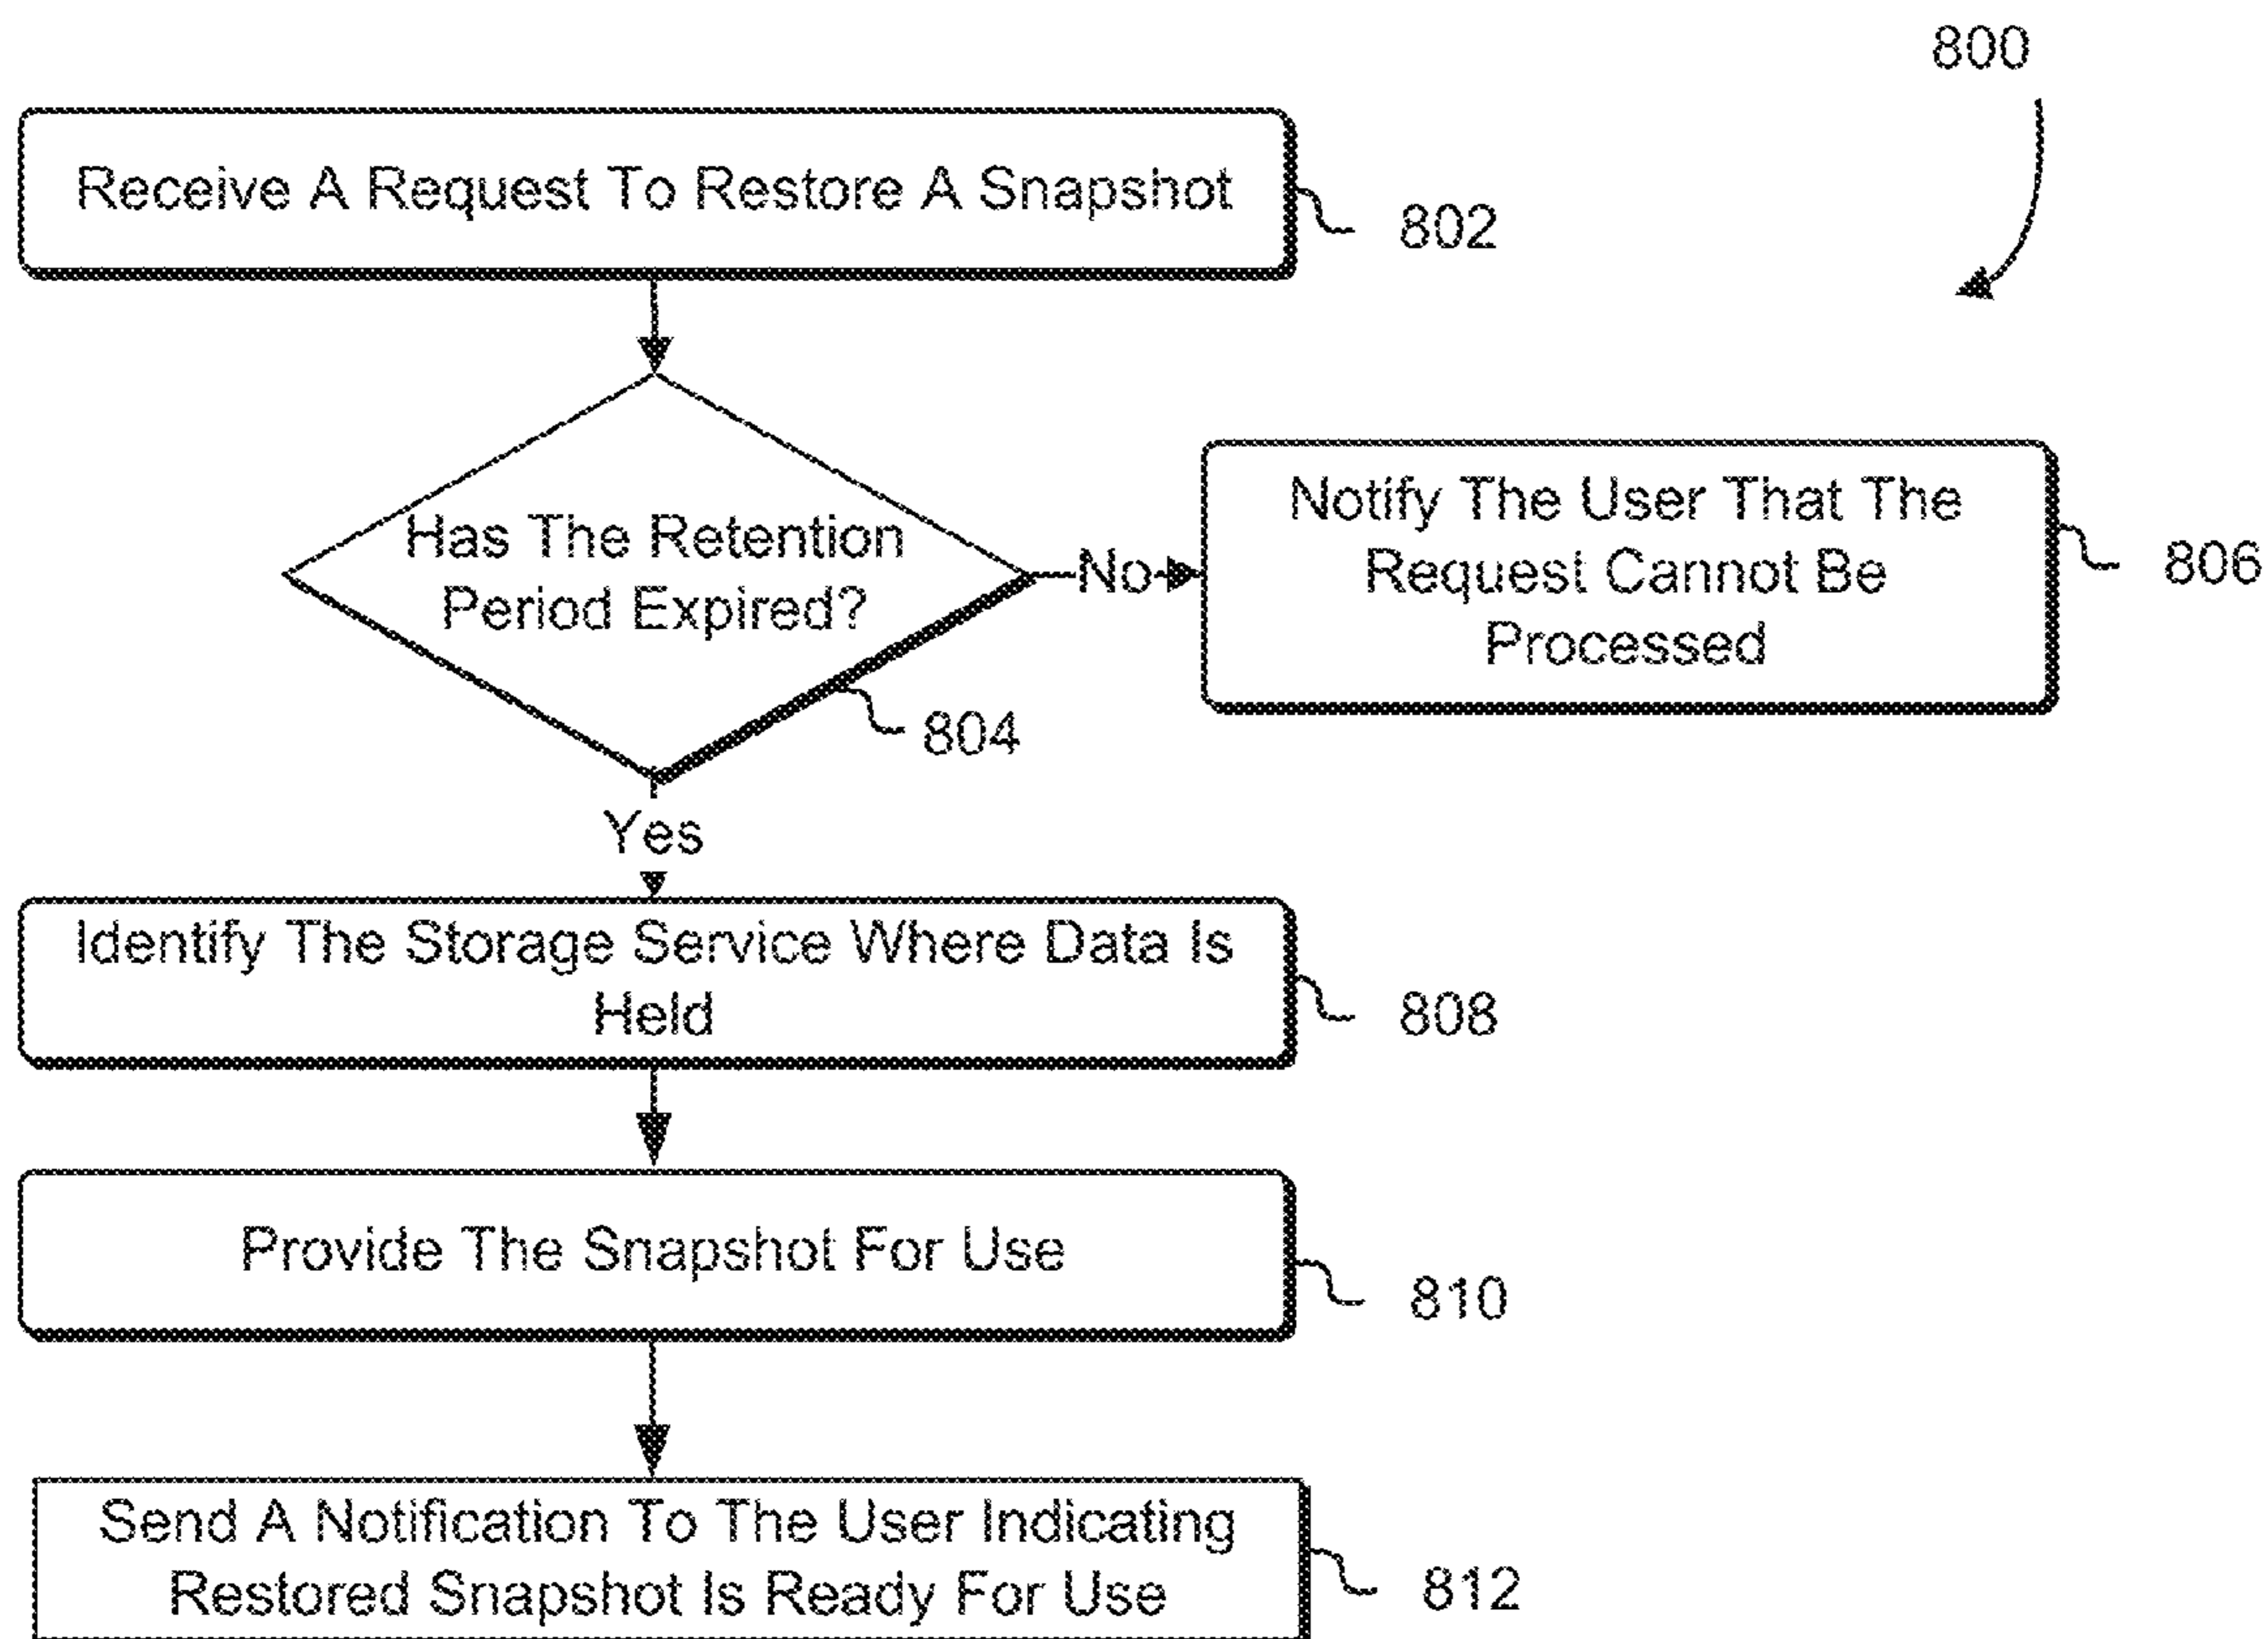 800
Receive A Request To Restore A Snapshot
802
Has The Retention
Period Expired?
804
No
Notify The User That The
Request Cannot Be
Processed
806
Yes
Identify The Storage Service Where Data Is
Held
808
Provide The Snapshot For Use
810
Send A Notification To The User Indicating
Restored Snapshot Is Ready For Use
812